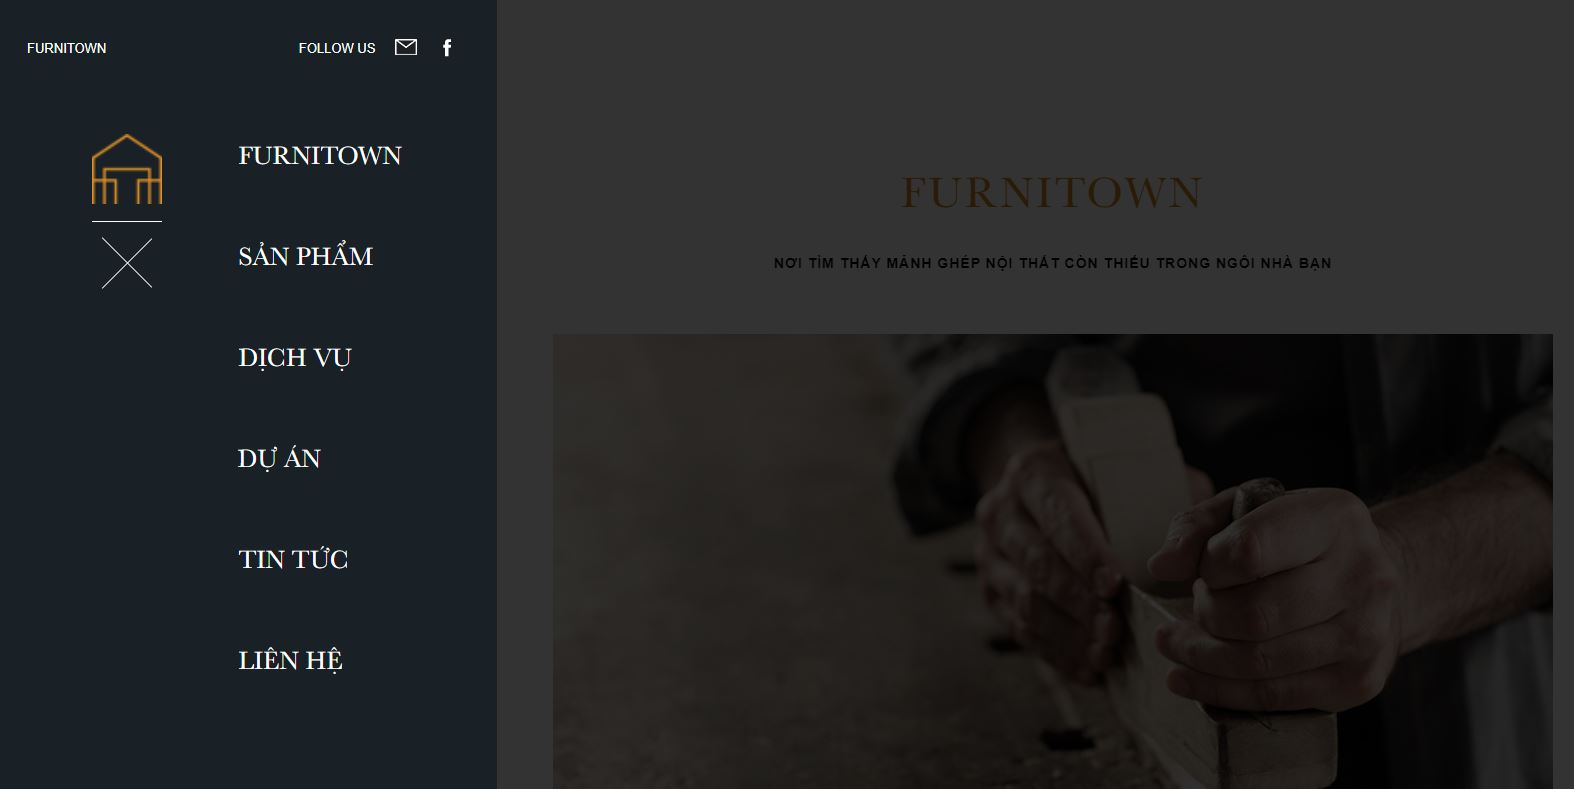 FURNITOWN
FOLLOW US
FURNITOWN
SẢN PHẨM
DỊCH VỤ
DỰ ÁN
TIN TỨC
LIÊN HỆ
FURNITOWN
NƠI TÌM THẤY MẢNH GHÉP NỘI THẤT CÒN THIẾU TRONG NGÔI NHÀ BẠN